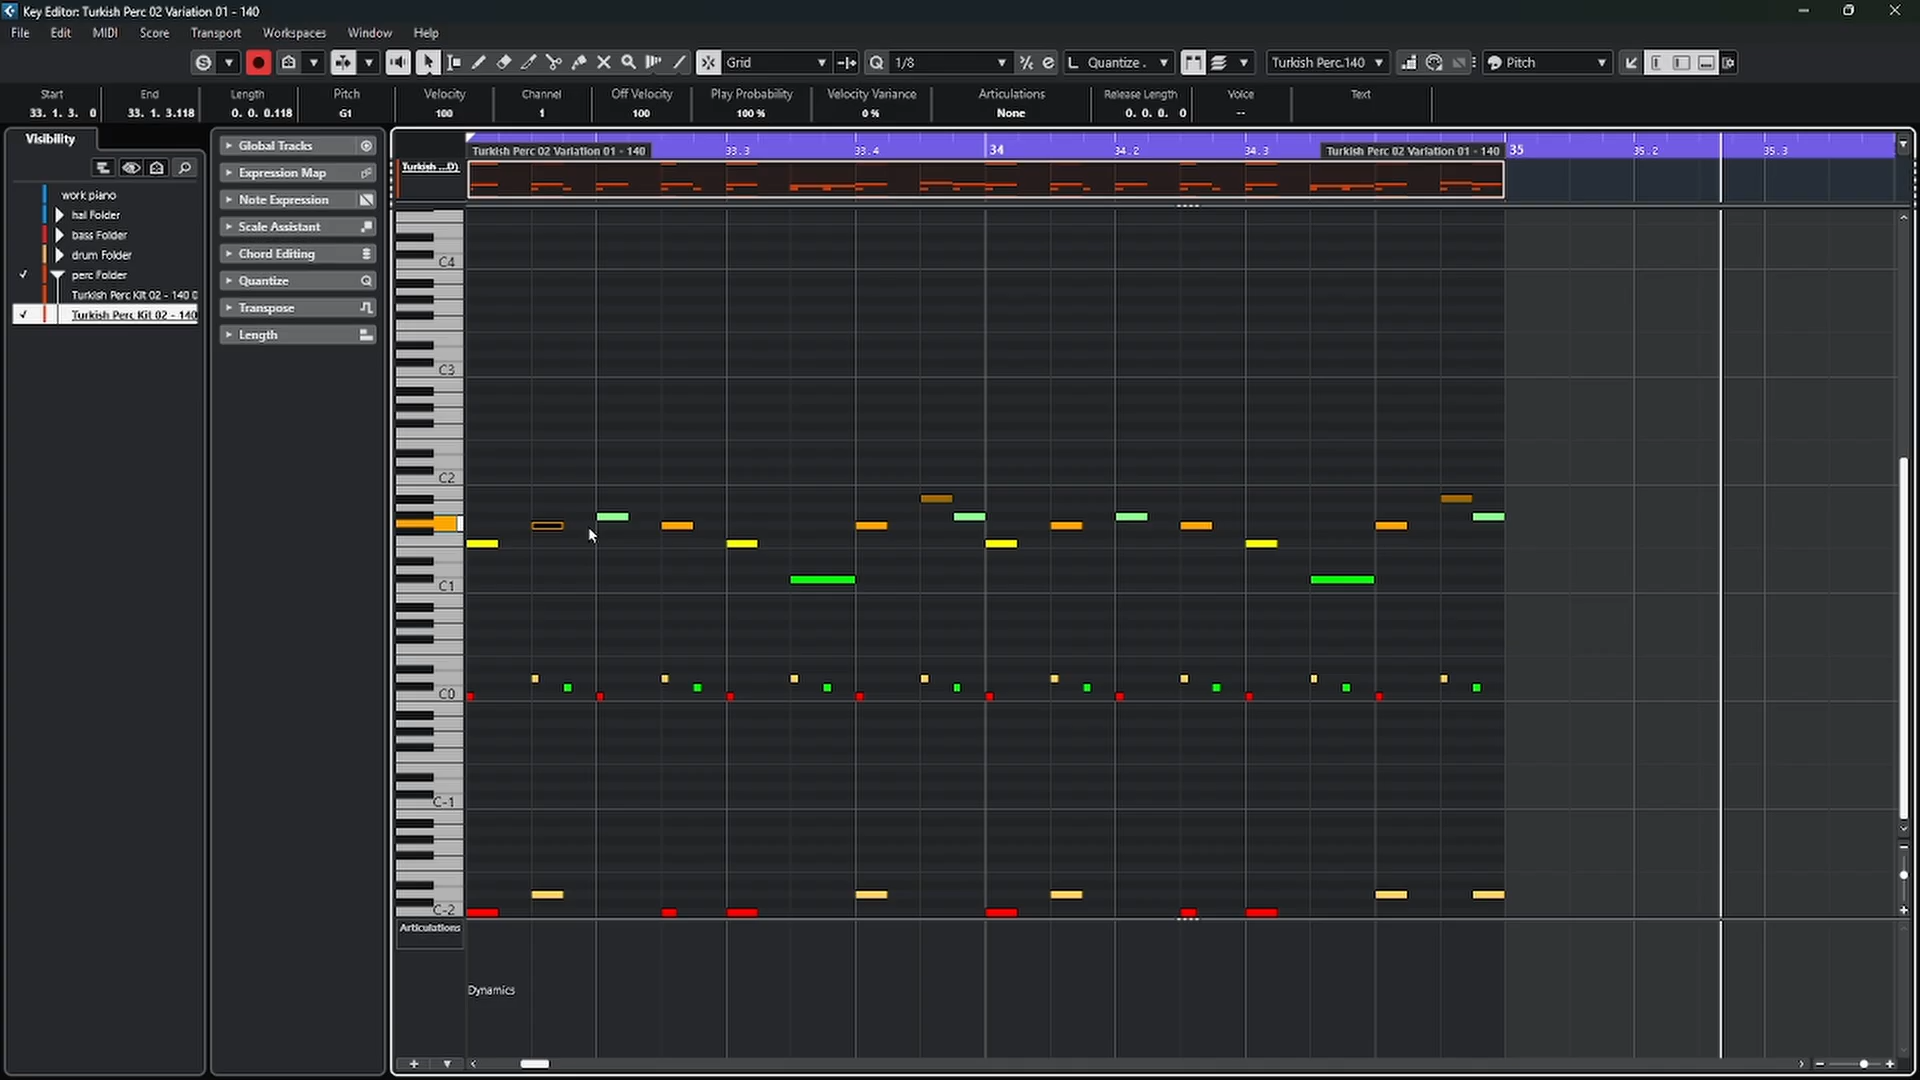 Key Editor: Turkish Perc 02 Variation 01 - 140
File Edit MIDI Score Transport Workspaces Window Help
Grid 1/8 L Quantize . Turkish Perc.140 Pitch
Start End Length Pitch Velocity Channel Off Velocity Play Probability Velocity Variance Articulations Release Length Voice Text
33. 1. 3. 0 33. 1. 3.118 0. 0. 0.118 G1 100 1 100 100 % 0 % None 0. 0. 0. 0 --
Visibility
work piano
hal Folder
bass Folder
drum Folder
perc Folder
Turkish Perc Kit 02 - 140
Turkish Perc Kit 02 - 140
Global Tracks
Expression Map
Note Expression
Scale Assistant
Chord Editing
Quantize
Transpose
Length
Turkish Perc 02 Variation 01 - 140 33.3 33.4 34 34.2 34.3 Turkish Perc 02 Variation 01 - 140 35 35.2 35.3
Turkish ...D)
C4
C3
C2
C1
C0
C-1
C-2
Articulations
Dynamics